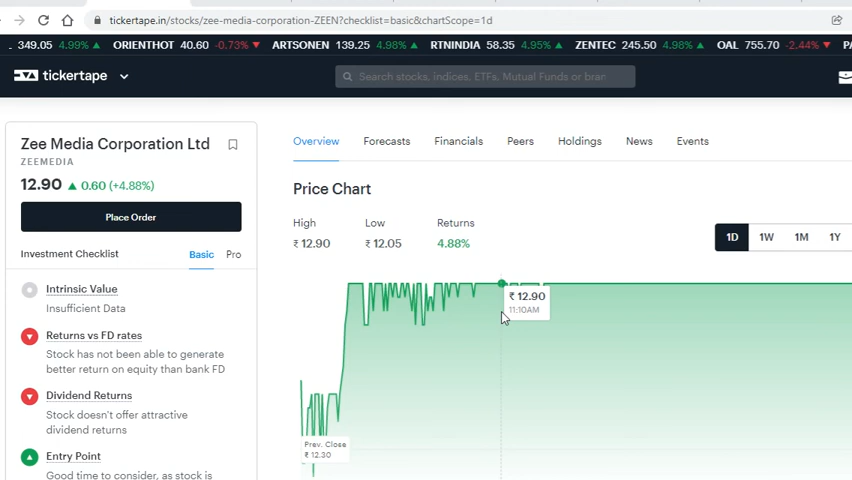 tickertape.in/stocks/zee-media-corporation-ZEEN?checklist=basic&chartScope=1d
349.05 4.99% ORIENTHOT 40.60 -0.73% ARTSONEN 139.25 4.98% RTNINDIA 58.35 4.95% ZENTEC 245.50 4.98% OAL 755.70 -2.44%
tickertape
Search stocks, indices, ETFs, Mutual Funds or bran
Zee Media Corporation Ltd
ZEEMEDIA
12.90 0.60 (+4.88%)
Place Order
Investment Checklist Basic Pro
Intrinsic Value
Insufficient Data
Returns vs FD rates
Stock has not been able to generate
better return on equity than bank FD
Dividend Returns
Stock doesn't offer attractive
dividend returns
Entry Point
Good time to consider, as stock is
Overview Forecasts Financials Peers Holdings News Events
Price Chart
High Low Returns
₹ 12.90 ₹ 12.05 4.88%
1D 1W 1M 1Y
₹ 12.90
11:10AM
Prev. Close
₹ 12.30